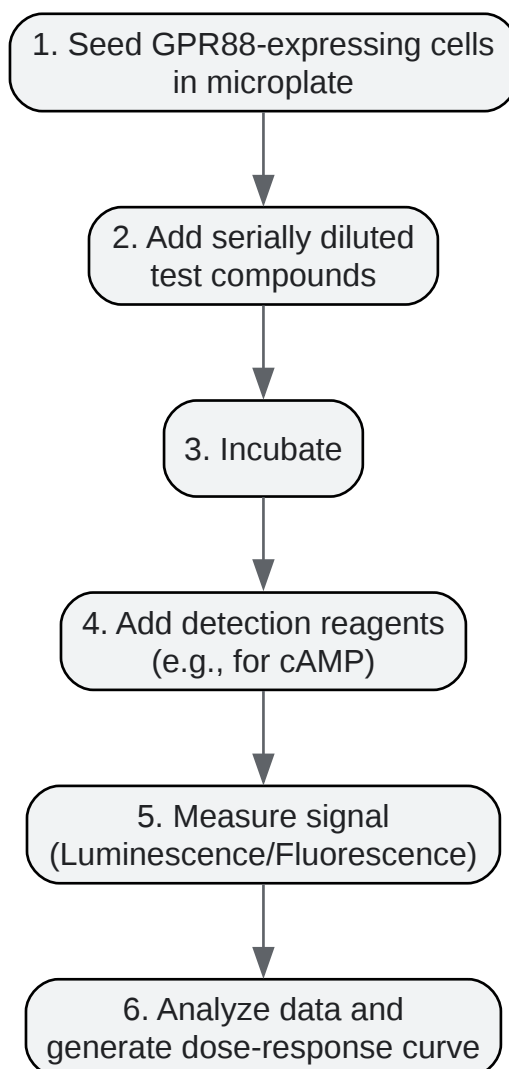 1. Seed GPR88-expressing cells
in microplate
2. Add serially diluted
test compounds
3. Incubate
4. Add detection reagents
(e.g., for cAMP)
5. Measure signal
(Luminescence/Fluorescence)
6. Analyze data and
generate dose-response curve